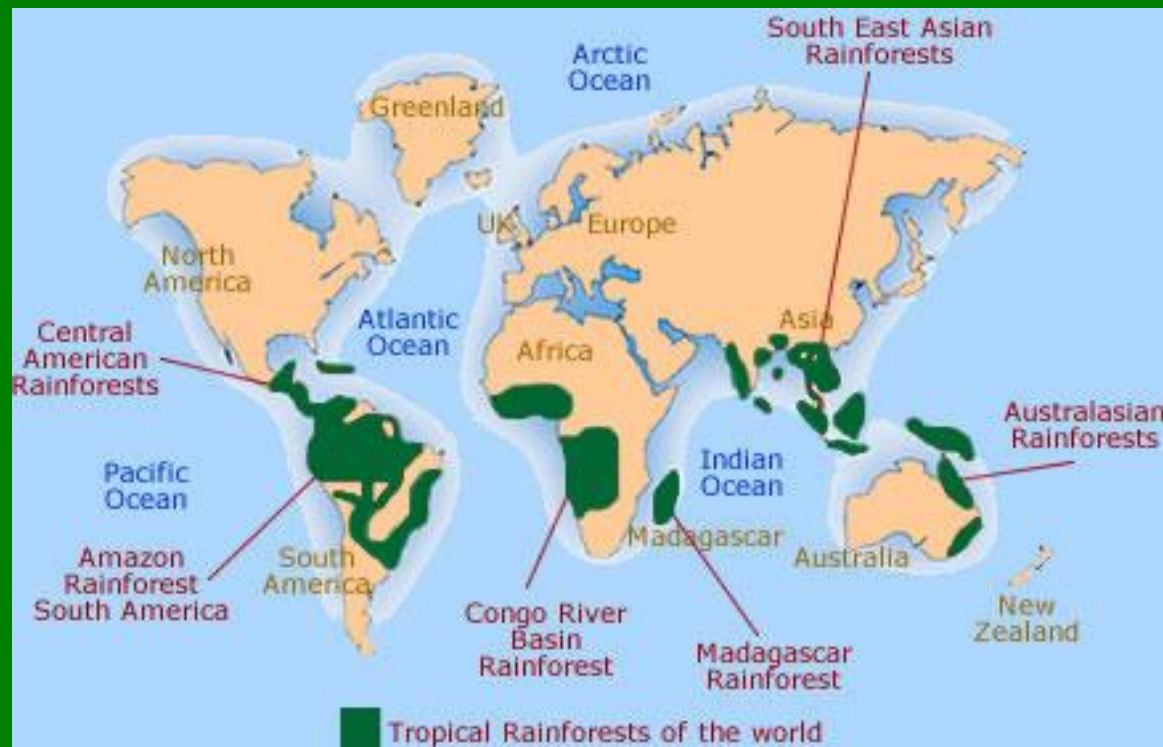 South East Asian
Rainforests
Arctic
Ocean
Greenland
UK
Europe
North
America
Atlantic
Ocean
Asia
Africa
Central
American
Rainforests
Australasian
Rainforests
Pacific
Ocean
Indian
Ocean
Madagascar
Australia
Amazon
Rainforest
South America
South
America
Congo River
Basin
Rainforest
Madagascar
Rainforest
New
Zealand
Tropical Rainforests of the world